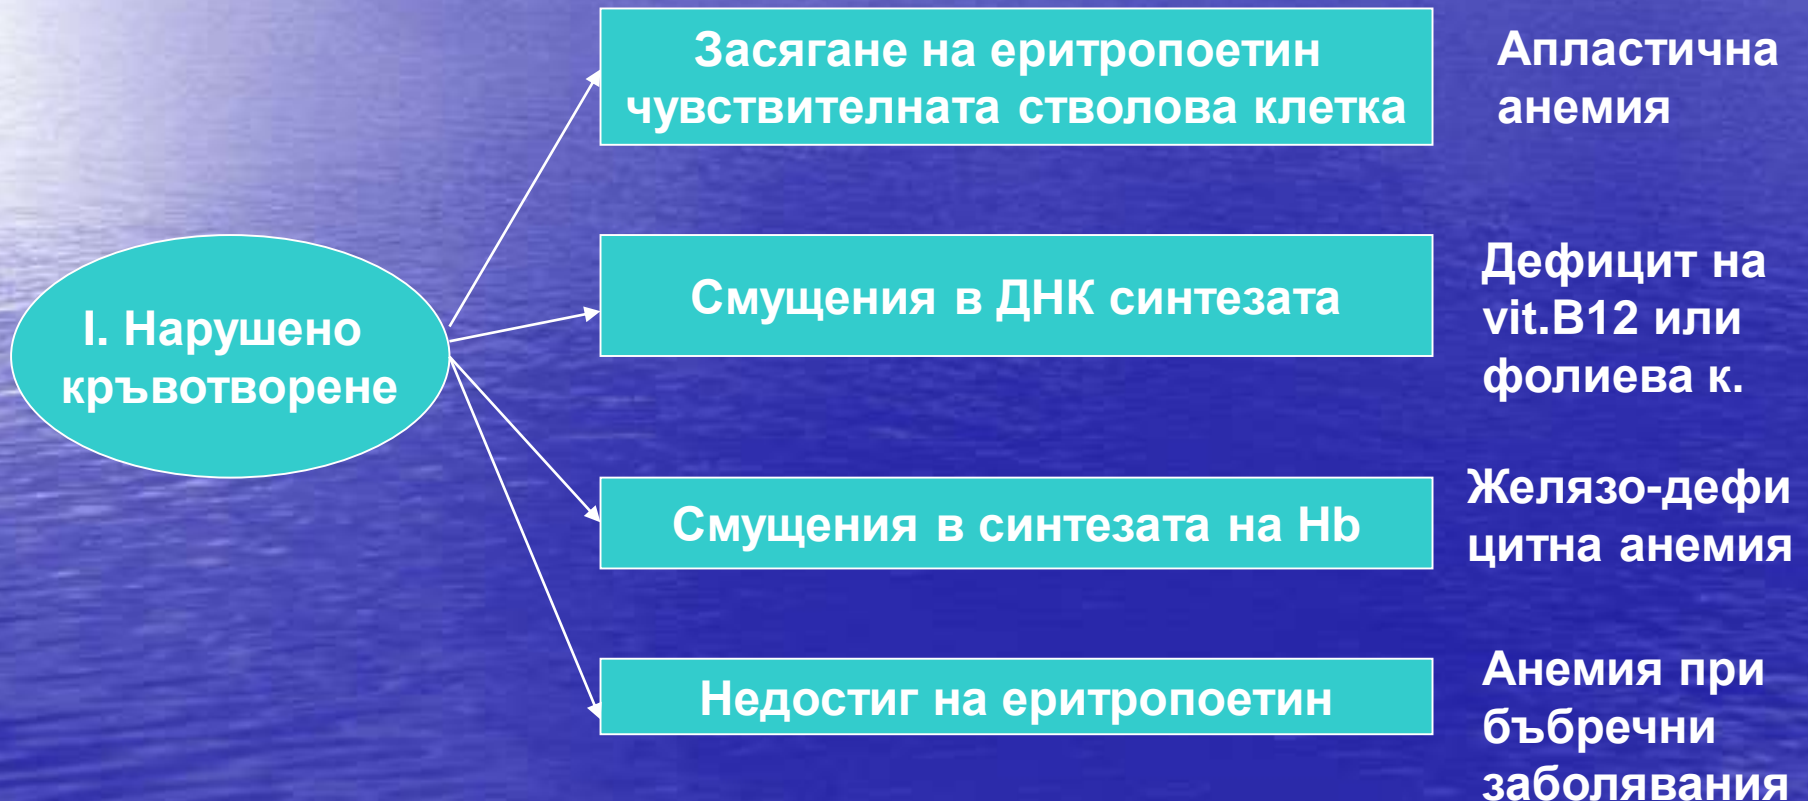 Засягане на еритропоетин
чувствителната стволова клетка
Апластична
анемия
I. Нарушено
кръвотворене
Смущения в ДНК синтезата
Дефицит на
vit.B12 или
фолиева к.
Смущения в синтезата на Hb
Желязо-дефи
цитна анемия
Недостиг на еритропоетин
Анемия при
бъбречни
заболявания